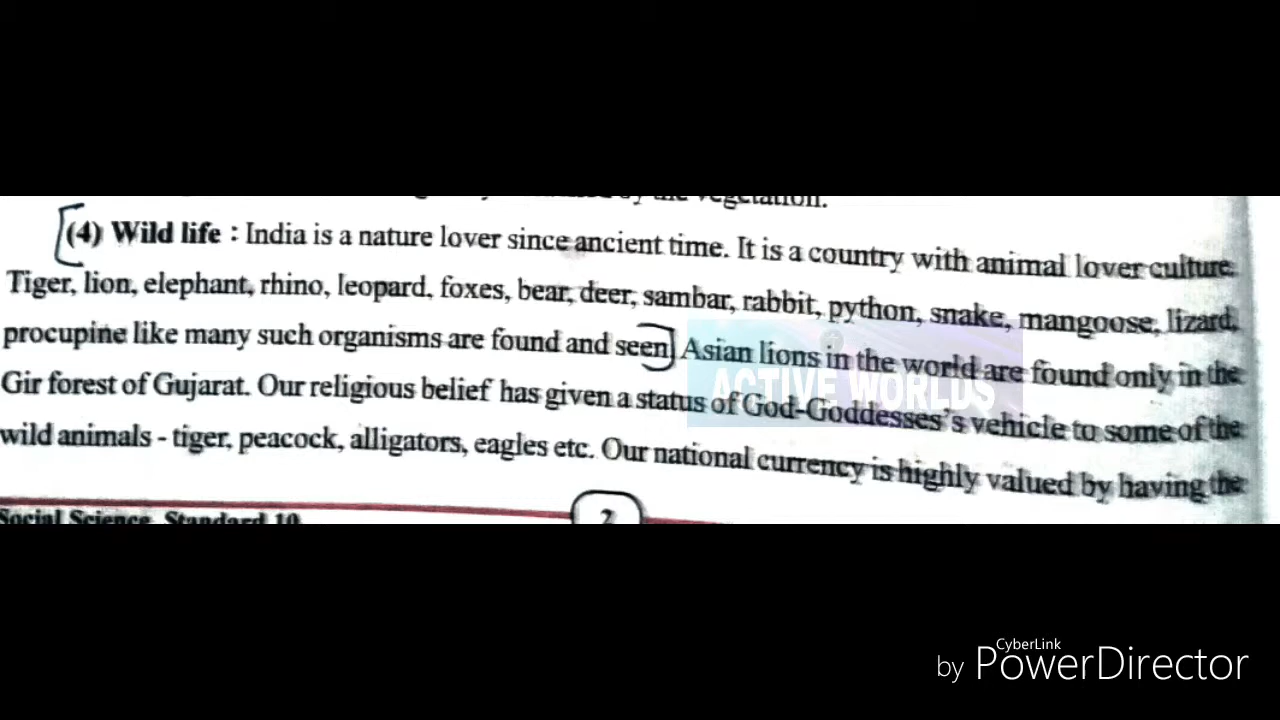 vegetation.
(4) Wild life : India is a nature lover since ancient time. It is a country with animal lover culture.
Tiger, lion, elephant, rhino, leopard, foxes, bear, deer, sambar, rabbit, python, snake, mangoose, lizard,
procupine like many such organisms are found and seen. Asian lions in the world are found only in the
Gir forest of Gujarat. Our religious belief has given a status of God-Goddesses's vehicle to some of the
wild animals - tiger, peacock, alligators, eagles etc. Our national currency is highly valued by having the
ACTIVE WORLDS
Social Science, Standard 10
2
CyberLink
by PowerDirector